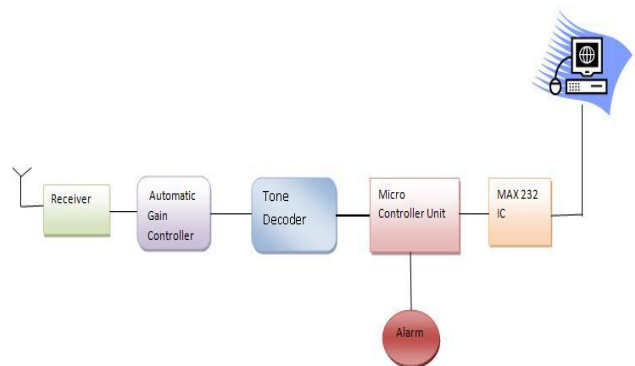 Receiver
Automatic
Gain
Controller
Tone
Decoder
Micro
Controller Unit
MAX 232
IC
Alarm